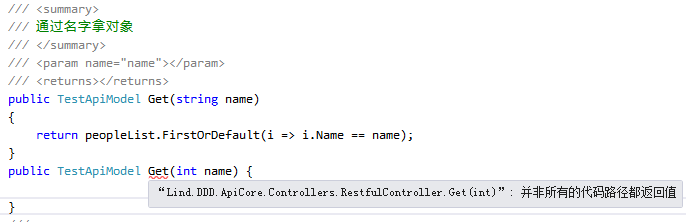 /// <summary>
/// 通过名字拿对象
/// </summary>
/// <param name="name"></param>
/// <returns></returns>
public TestApiModel Get(string name)
{
    return peopleList.FirstOrDefault(i => i.Name == name);
}
public TestApiModel Get(int name) {
“Lind.DDD.ApiCore.Controllers.RestfulController.Get(int)”: 并非所有的代码路径都返回值
}
///